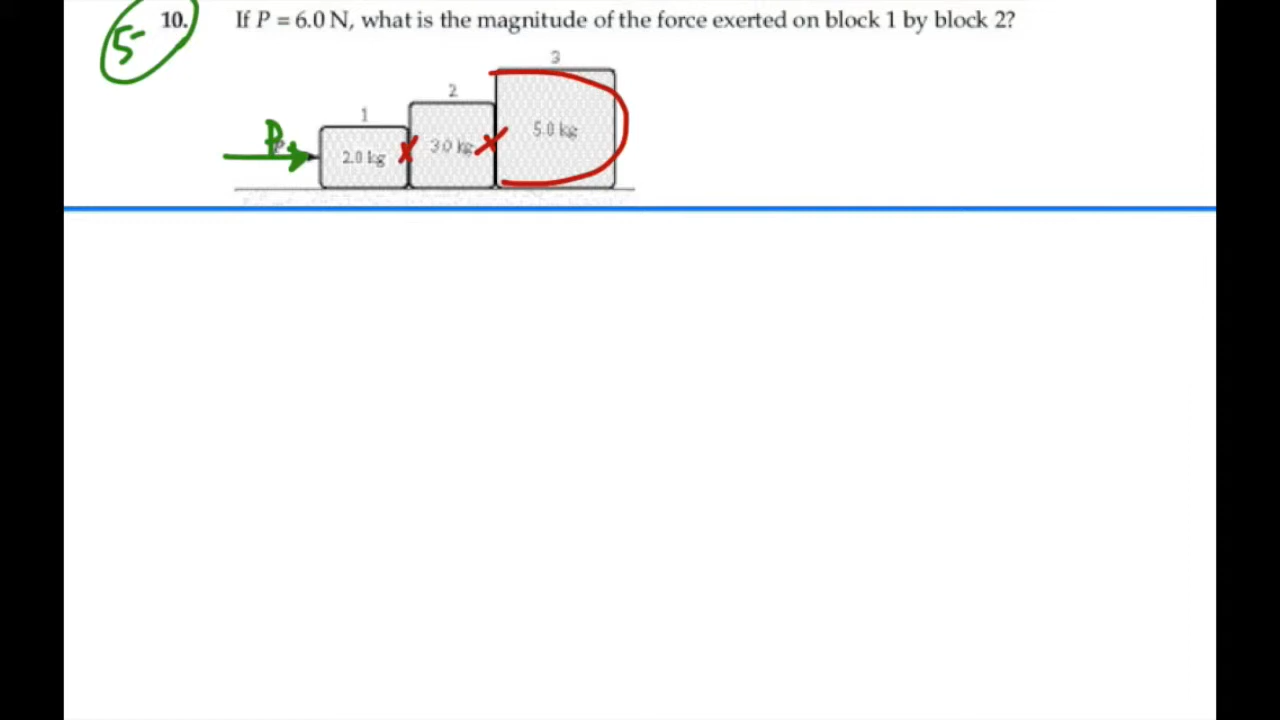 5
10. If P = 6.0 N, what is the magnitude of the force exerted on block 1 by block 2?
3
2
1
P
5.0 kg
3.0 kg
2.0 kg